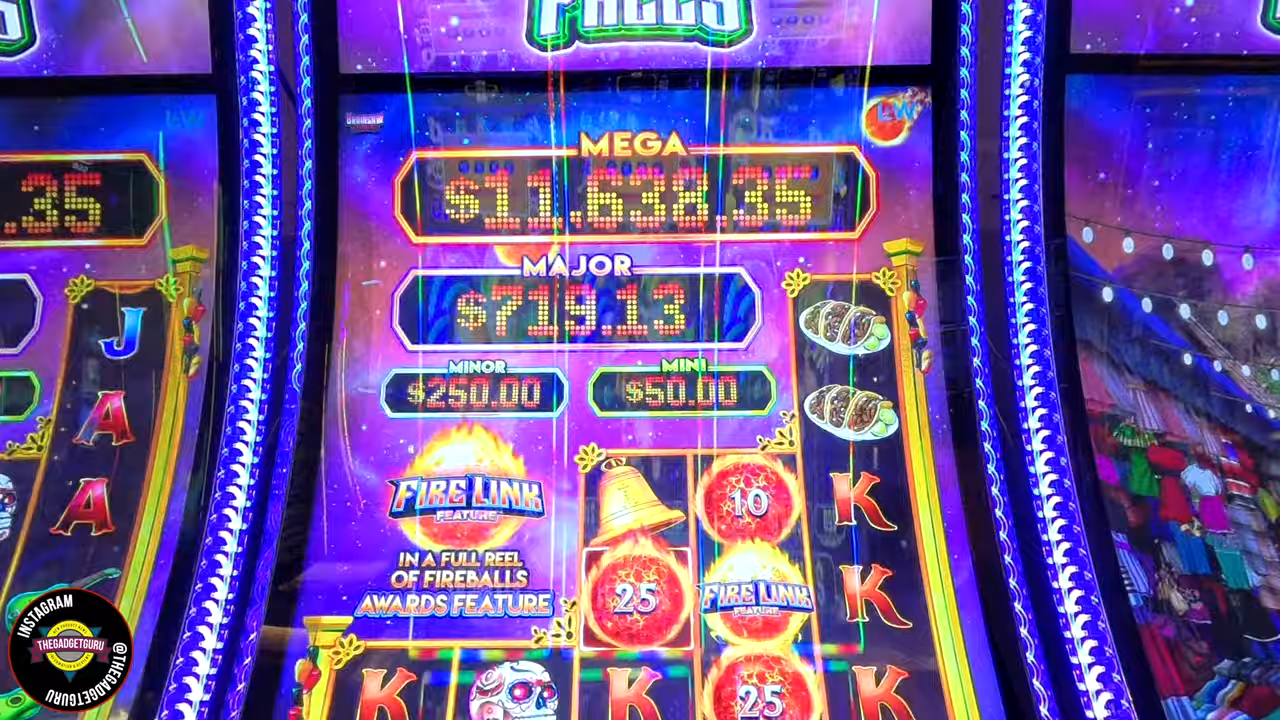 FALLS
MEGA
$11,638.35
.35
MAJOR
$719.13
MINOR
$250.00
MINI
$50.00
J
A
A
FIRE LINK
FEATURE
IN A FULL REEL
OF FIREBALLS
AWARDS FEATURE
10
K
25
FIRE LINK
FEATURE
K
K
K
25
K
INSTAGRAM
THEGADGETGURU
@THEGADGETGURU